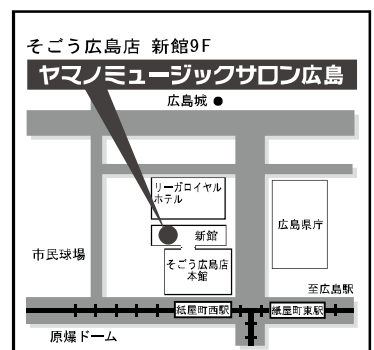 そごう広島店 新館9F
ヤマノミュージックサロン広島
広島城
リーガロイヤル
ホテル
新館
広島県庁
市民球場
そごう広島店
本館
至広島駅
紙屋町西駅
紙屋町東駅
原爆ドーム